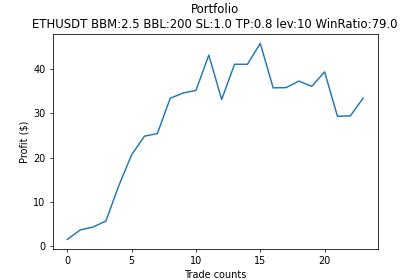 Portfolio
ETHUSDT BBM:2.5 BBL:200 SL:1.0 TP:0.8 lev:10 WinRatio:79.0
40
30
20
10
0
Profit ($)
0 5 10 15 20
Trade counts